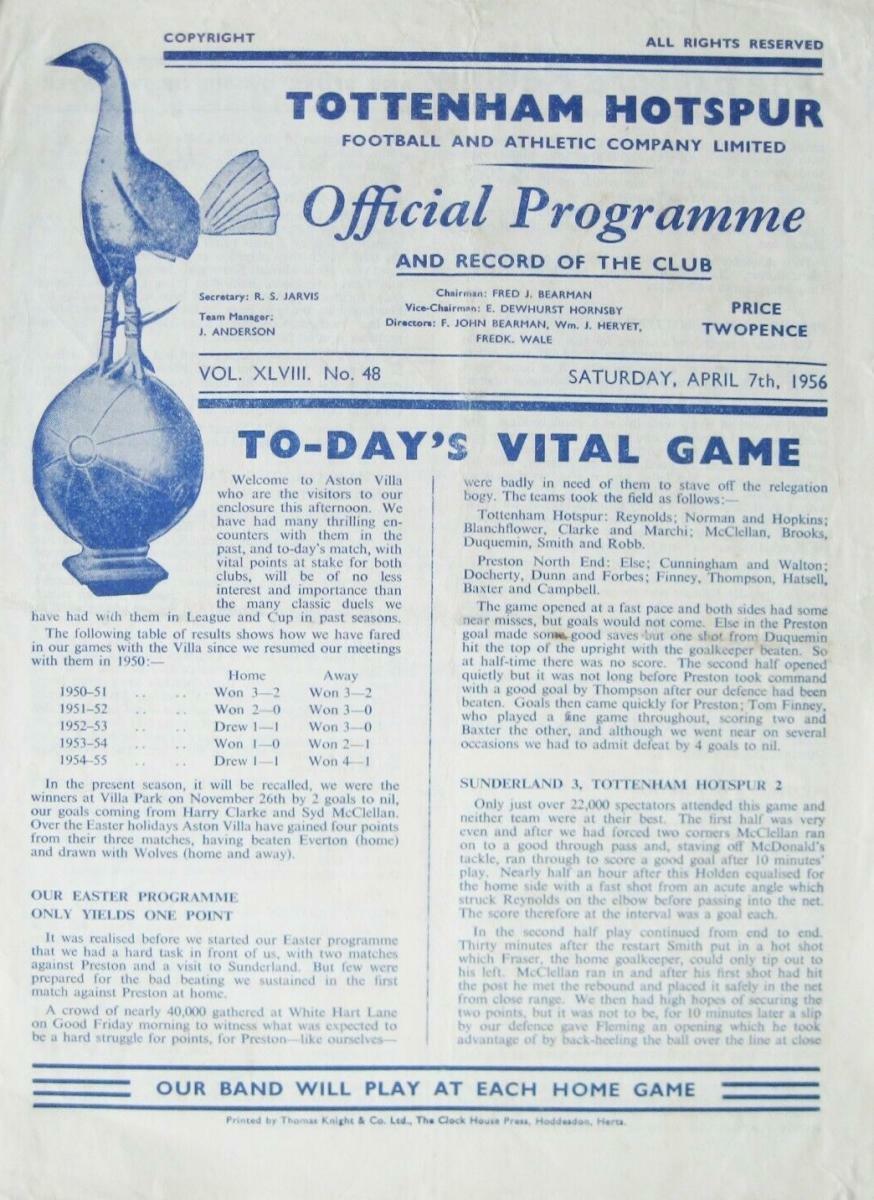 COPYRIGHT
ALL RIGHTS RESERVED
TOTTENHAM HOTSPUR
FOOTBALL AND ATHLETIC COMPANY LIMITED
Official Programme
AND RECORD OF THE CLUB
Secretary: R. S. JARVIS
Team Manager:
J. ANDERSON
Chairman: FRED J. BEARMAN
Vice-Chairman: E. DEWHURST HORNSBY
Directors: F. JOHN BEARMAN, Wm. J. HERYET,
FREDK. WALE
PRICE
TWOPENCE
VOL. XLVIII. No. 48
SATURDAY, APRIL 7th, 1956
TO-DAY'S VITAL GAME
Welcome to Aston Villa
who are the visitors to our
enclosure this afternoon. We
have had many thrilling en-
counters with them in the
past, and to-day's match, with
vital points at stake for both
clubs, will be of no less
interest and importance than
the many classic duels we
have had with them in League and Cup in past seasons.
The following table of results shows how we have fared
in our games with the Villa since we resumed our meetings
with them in 1950:—
Home Away
1950-51 .. .. Won 3—2 Won 3—2
1951-52 .. .. Won 2—0 Won 3—0
1952-53 .. .. Drew 1—1 Won 3—0
1953-54 .. .. Won 1—0 Won 2—1
1954-55 .. .. Drew 1—1 Won 4—1
In the present season, it will be recalled, we were the
winners at Villa Park on November 26th by 2 goals to nil,
our goals coming from Harry Clarke and Syd McClellan.
Over the Easter holidays Aston Villa have gained four points
from their three matches, having beaten Everton (home)
and drawn with Wolves (home and away).
OUR EASTER PROGRAMME
ONLY YIELDS ONE POINT
It was realised before we started our Easter programme
that we had a hard task in front of us, with two matches
against Preston and a visit to Sunderland. But few were
prepared for the bad beating we sustained in the first
match against Preston at home.
A crowd of nearly 40,000 gathered at White Hart Lane
on Good Friday morning to witness what was expected to
be a hard struggle for points, for Preston—like ourselves—
were badly in need of them to stave off the relegation
bogy. The teams took the field as follows:—
Tottenham Hotspur: Reynolds; Norman and Hopkins;
Blanchflower, Clarke and Marchi; McClellan, Brooks,
Duquemin, Smith and Robb.
Preston North End: Else; Cunningham and Walton;
Docherty, Dunn and Forbes; Finney, Thompson, Hatsell,
Baxter and Campbell.
The game opened at a fast pace and both sides had some
near misses, but goals would not come. Else in the Preston
goal made some good saves but one shot from Duquemin
hit the top of the upright with the goalkeeper beaten. So
at half-time there was no score. The second half opened
quietly but it was not long before Preston took command
with a good goal by Thompson after our defence had been
beaten. Goals then came quickly for Preston; Tom Finney,
who played a fine game throughout, scoring two and
Baxter the other, and although we went near on several
occasions we had to admit defeat by 4 goals to nil.
SUNDERLAND 3, TOTTENHAM HOTSPUR 2
Only just over 22,000 spectators attended this game and
neither team were at their best. The first half was very
even and after we had forced two corners McClellan ran
on to a good through pass and, staving off McDonald's
tackle, ran through to score a good goal after 10 minutes'
play. Nearly half an hour after this Holden equalised for
the home side with a fast shot from an acute angle which
struck Reynolds on the elbow before passing into the net.
The score therefore at the interval was a goal each.
In the second half play continued from end to end.
Thirty minutes after the restart Smith put in a hot shot
which Fraser, the home goalkeeper, could only tip out to
his left. McClellan ran in and after his first shot had hit
the post he met the rebound and placed it safely in the net
from close range. We then had high hopes of securing the
two points, but it was not to be, for 10 minutes later a slip
by our defence gave Fleming an opening which he took
advantage of by back-heeling the ball over the line at close
OUR BAND WILL PLAY AT EACH HOME GAME
Printed by Thomas Knight & Co. Ltd., The Clock House Press, Hoddesdon, Herts.